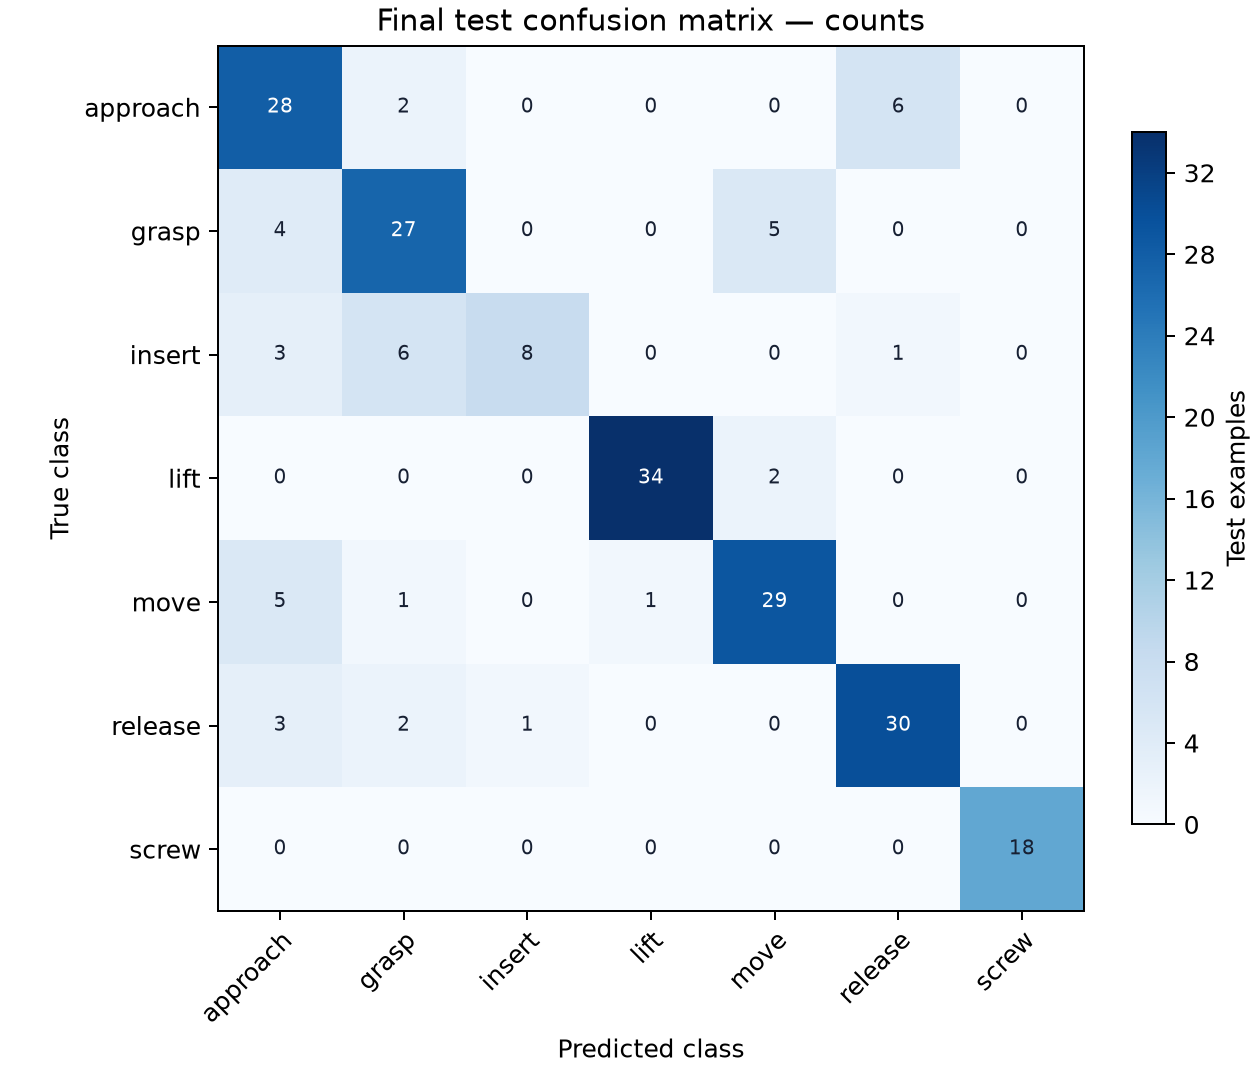 Final test confusion matrix — counts
approach 28 2 0 0 0 6 0
grasp 4 27 0 0 5 0 0
insert 3 6 8 0 0 1 0
lift 0 0 0 34 2 0 0
move 5 1 0 1 29 0 0
release 3 2 1 0 0 30 0
screw 0 0 0 0 0 0 18
approach grasp insert lift move release screw
Predicted class
True class
32
28
24
20
16
12
8
4
0
Test examples